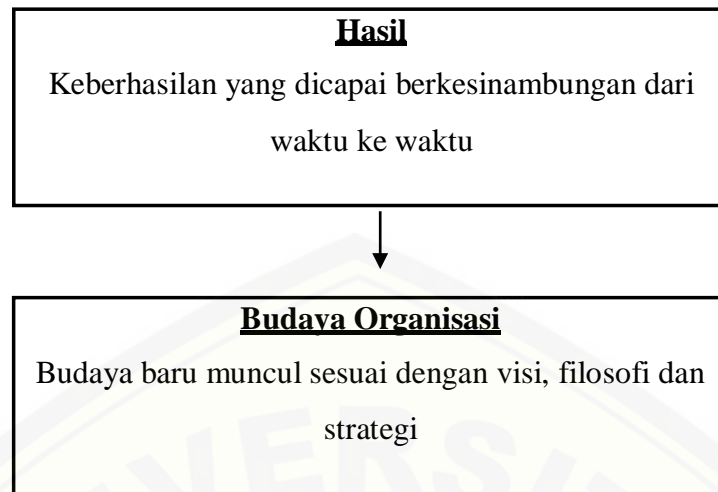 Hasil
Keberhasilan yang dicapai berkesinambungan dari
waktu ke waktu
Budaya Organisasi
Budaya baru muncul sesuai dengan visi, filosofi dan
strategi